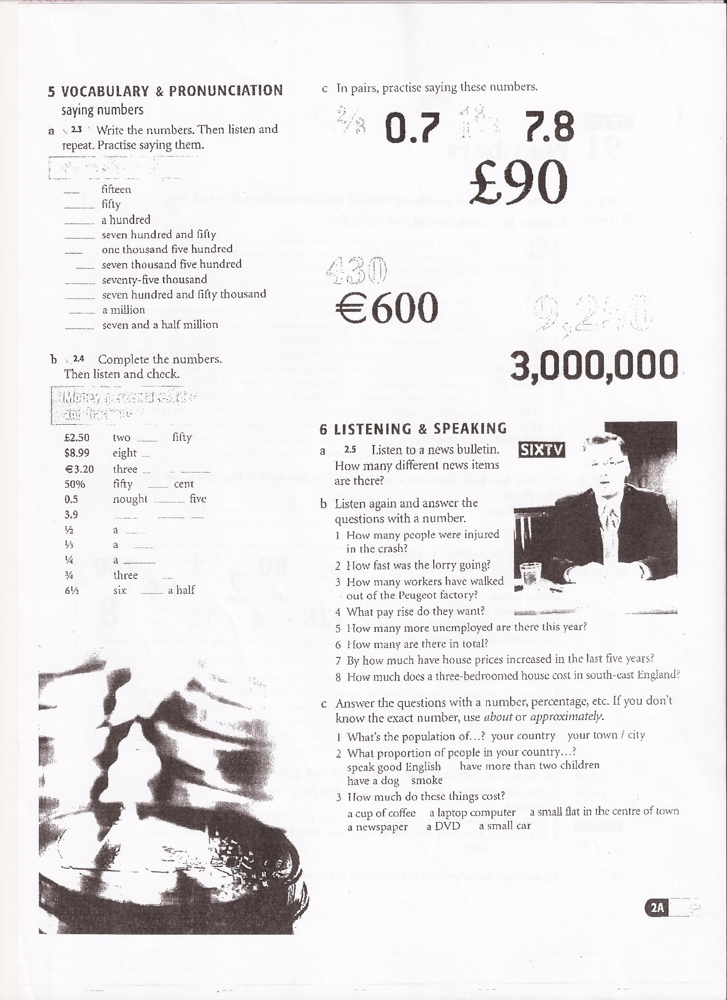 5 VOCABULARY & PRONUNCIATION
saying numbers
a 2.3 Write the numbers. Then listen and
repeat. Practise saying them.
___ fifteen
___ fifty
___ a hundred
___ seven hundred and fifty
___ one thousand five hundred
___ seven thousand five hundred
___ seventy-five thousand
___ seven hundred and fifty thousand
___ a million
___ seven and a half million
b 2.4 Complete the numbers.
Then listen and check.
Money
£2.50 two ___ fifty
$8.99 eight ___
€3.20 three ___ ___
50% fifty ___ cent
0.5 nought ___ five
3.9 ___ ___ ___
½ a ___
⅓ a ___
¼ a ___
¾ three ___
6½ six ___ a half
c In pairs, practise saying these numbers.
0.7 7.8
£90
430
€600
3,000,000
6 LISTENING & SPEAKING
a 2.5 Listen to a news bulletin.
How many different news items
are there?
SIXTV
b Listen again and answer the
questions with a number.
1 How many people were injured
in the crash?
2 How fast was the lorry going?
3 How many workers have walked
out of the Peugeot factory?
4 What pay rise do they want?
5 How many more unemployed are there this year?
6 How many are there in total?
7 By how much have house prices increased in the last five years?
8 How much does a three-bedroomed house cost in south-east England?
c Answer the questions with a number, percentage, etc. If you don't
know the exact number, use about or approximately.
1 What's the population of...? your country your town / city
2 What proportion of people in your country...?
speak good English have more than two children
have a dog smoke
3 How much do these things cost?
a cup of coffee a laptop computer a small flat in the centre of town
a newspaper a DVD a small car
2A